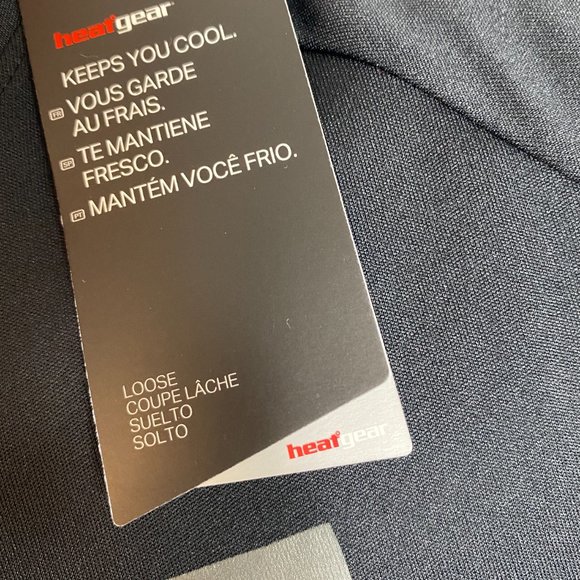 heatgear
KEEPS YOU COOL.
FR VOUS GARDE
AU FRAIS.
SP TE MANTIENE
FRESCO.
PT MANTÉM VOCÊ FRIO.
LOOSE
COUPE LÂCHE
SUELTO
SOLTO
heatgear